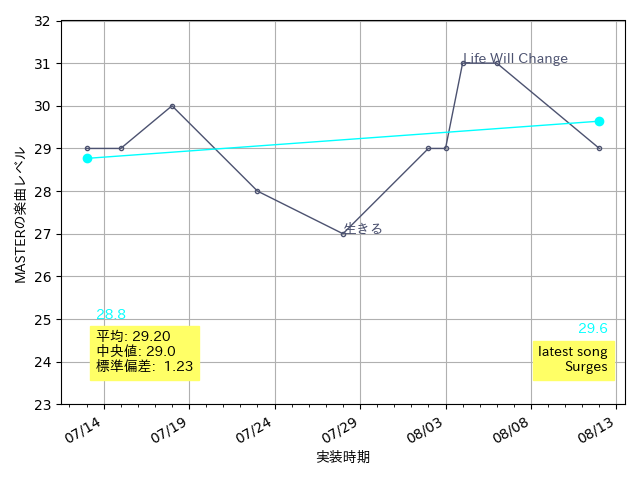 32
31
30
29
28
27
26
25
24
23
MASTERの楽曲レベル
Life Will Change
生きる
28.8
平均: 29.20
中央値: 29.0
標準偏差: 1.23
29.6
latest song
Surges
07/14
07/19
07/24
07/29
08/03
08/08
08/13
実装時期